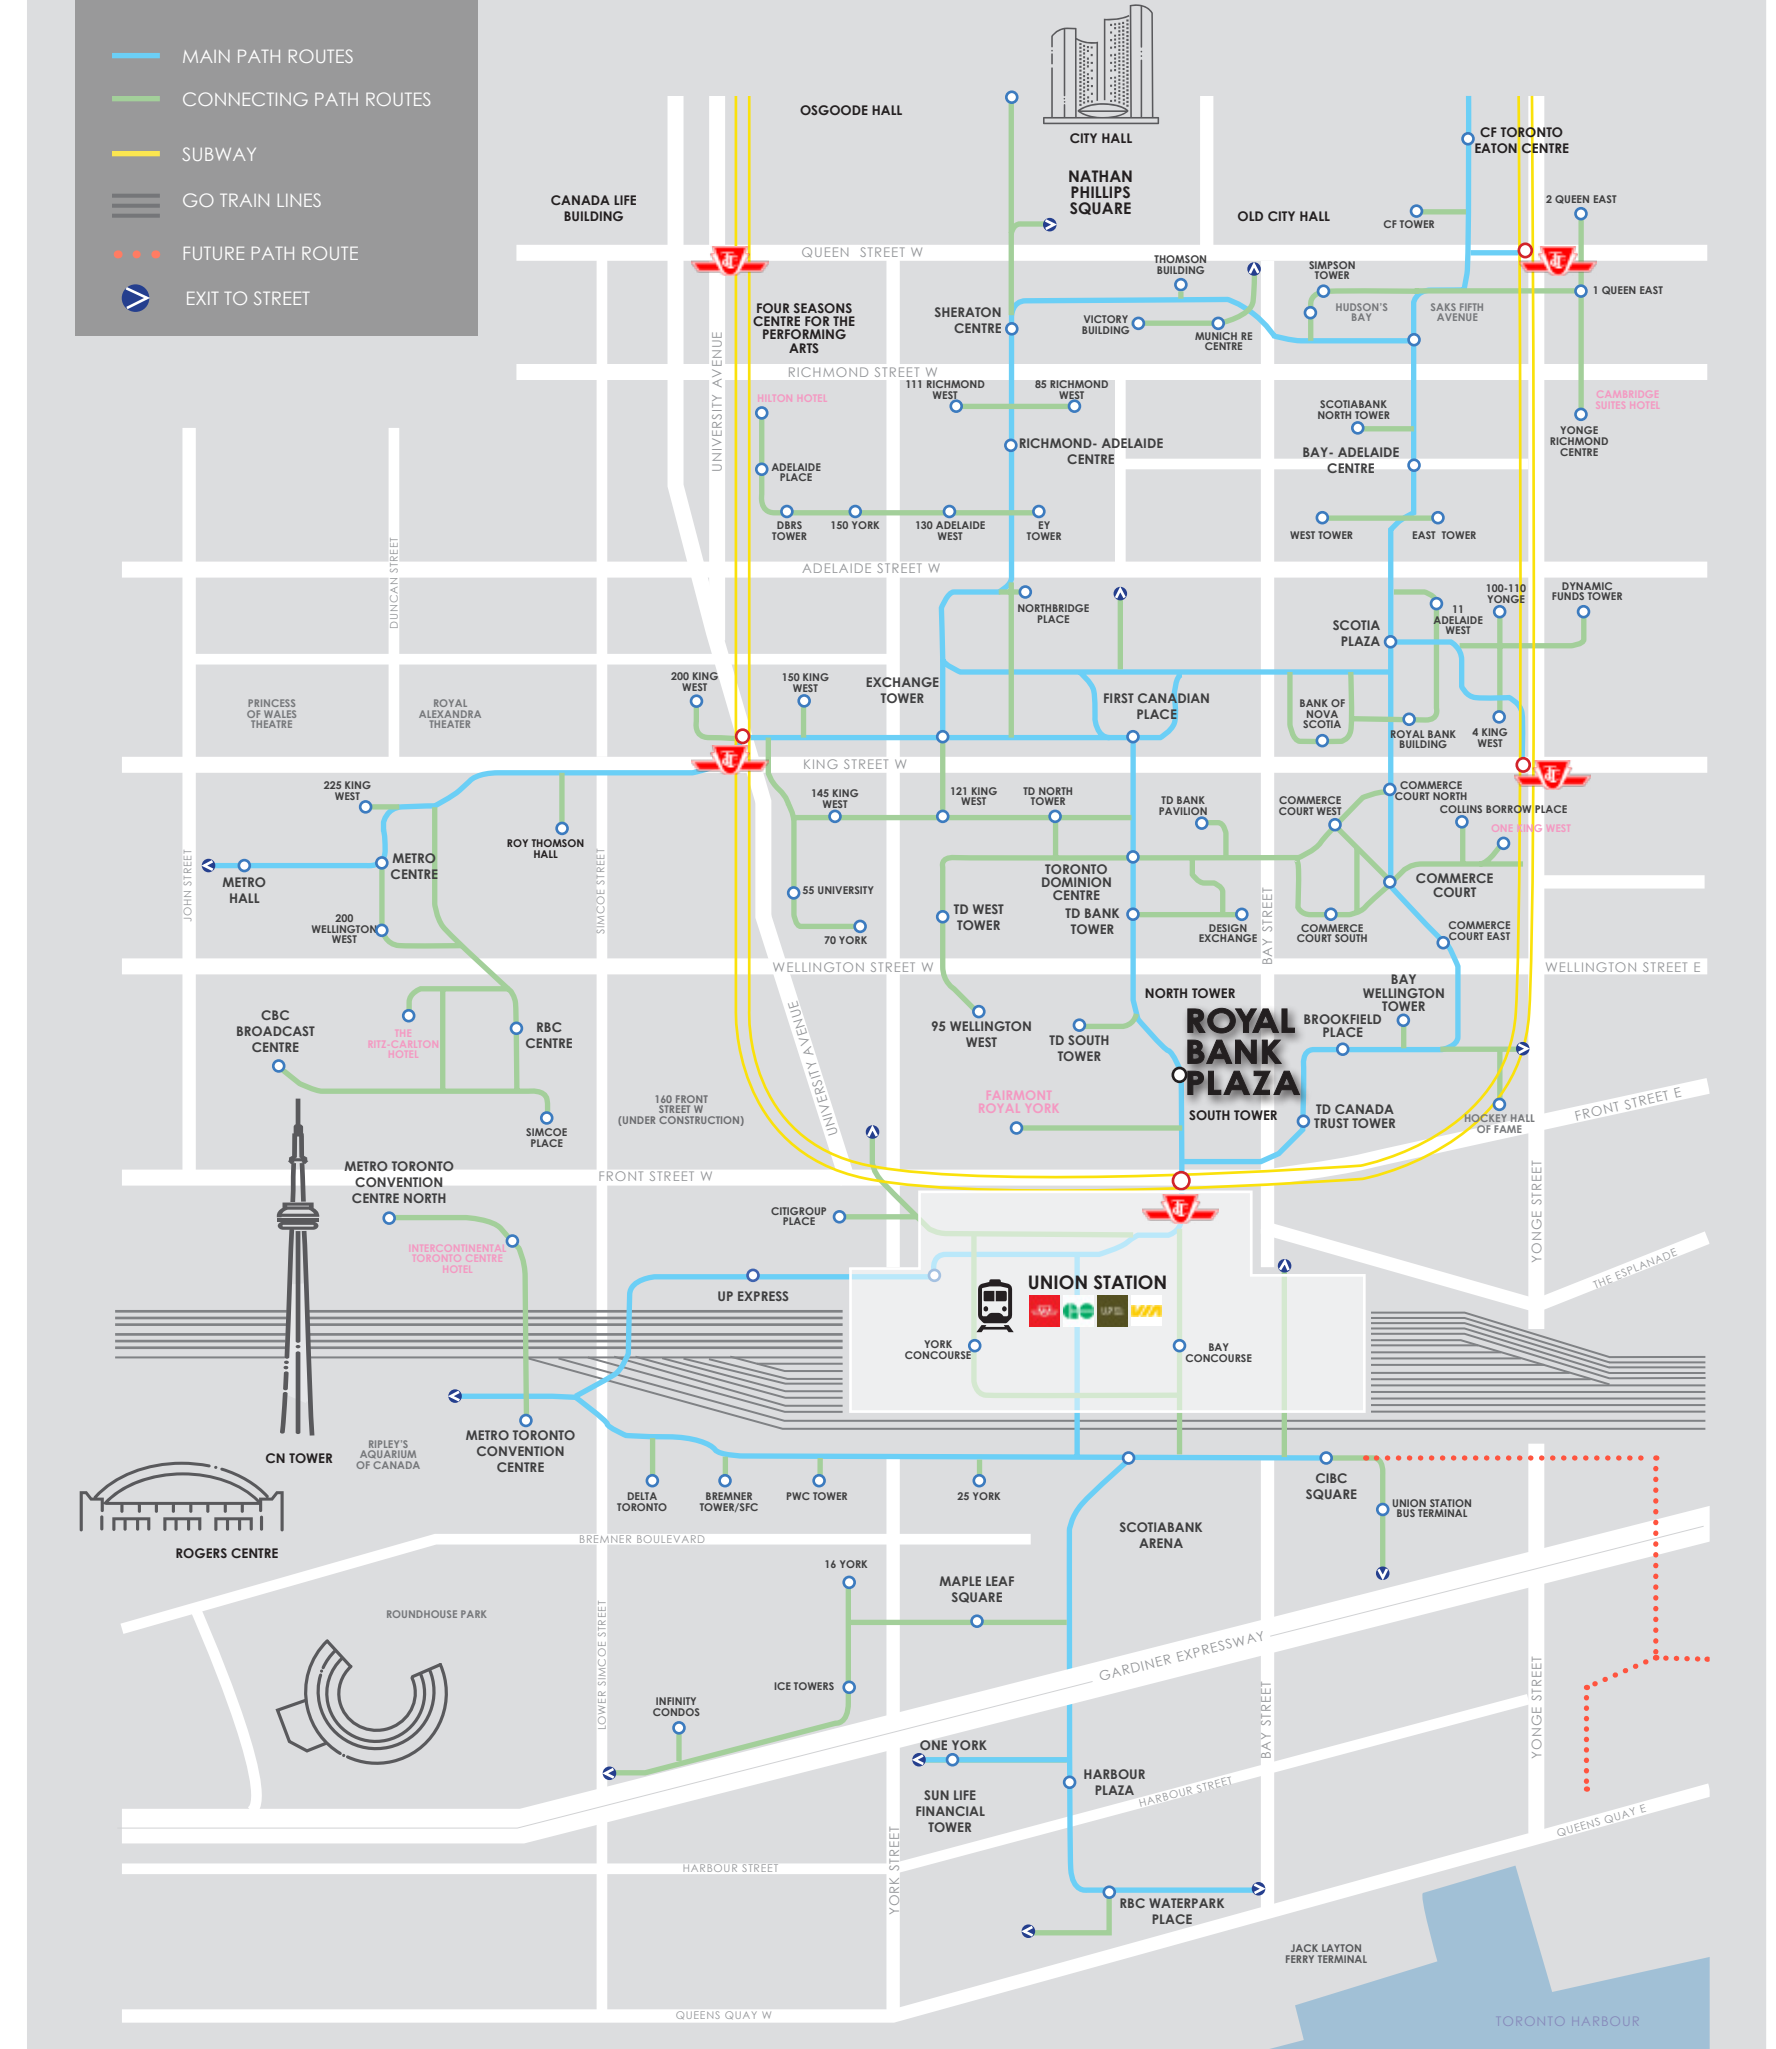 MAIN PATH ROUTES
CONNECTING PATH ROUTES
SUBWAY
GO TRAIN LINES
FUTURE PATH ROUTE
EXIT TO STREET
OSGOODE HALL
CITY HALL
NATHAN
PHILLIPS
SQUARE
CANADA LIFE
BUILDING
OLD CITY HALL
CF TORONTO
EATON CENTRE
CF TOWER
2 QUEEN EAST
QUEEN STREET W
THOMSON
BUILDING
SIMPSON
TOWER
1 QUEEN EAST
HUDSON'S
BAY
SAKS FIFTH
AVENUE
FOUR SEASONS
CENTRE FOR THE
PERFORMING
ARTS
SHERATON
CENTRE
VICTORY
BUILDING
MUNICH RE
CENTRE
UNIVERSITY AVENUE
RICHMOND STREET W
111 RICHMOND
WEST
85 RICHMOND
WEST
HILTON HOTEL
SCOTIABANK
NORTH TOWER
CAMBRIDGE
SUITES HOTEL
YONGE
RICHMOND
CENTRE
RICHMOND- ADELAIDE
CENTRE
BAY- ADELAIDE
CENTRE
ADELAIDE
PLACE
DBRS
TOWER
150 YORK
130 ADELAIDE
WEST
EY
TOWER
WEST TOWER
EAST TOWER
DUNCAN STREET
ADELAIDE STREET W
NORTHBRIDGE
PLACE
100-110
YONGE
DYNAMIC
FUNDS TOWER
11
ADELAIDE
WEST
SCOTIA
PLAZA
200 KING
WEST
150 KING
WEST
EXCHANGE
TOWER
FIRST CANADIAN
PLACE
BANK OF
NOVA
SCOTIA
ROYAL BANK
BUILDING
4 KING
WEST
PRINCESS
OF WALES
THEATRE
ROYAL
ALEXANDRA
THEATER
KING STREET W
225 KING
WEST
145 KING
WEST
121 KING
WEST
TD NORTH
TOWER
TD BANK
PAVILION
COMMERCE
COURT WEST
COMMERCE
COURT NORTH
COLLINS BORROW PLACE
ONE KING WEST
ROY THOMSON
HALL
JOHN STREET
METRO
HALL
METRO
CENTRE
SIMCOE STREET
55 UNIVERSITY
TORONTO
DOMINION
CENTRE
COMMERCE
COURT
200
WELLINGTON
WEST
70 YORK
TD WEST
TOWER
TD BANK
TOWER
DESIGN
EXCHANGE
BAY STREET
COMMERCE
COURT SOUTH
COMMERCE
COURT EAST
WELLINGTON STREET W
WELLINGTON STREET E
NORTH TOWER
BAY
WELLINGTON
TOWER
CBC
BROADCAST
CENTRE
THE
RITZ-CARLTON
HOTEL
RBC
CENTRE
UNIVERSITY AVENUE
95 WELLINGTON
WEST
TD SOUTH
TOWER
ROYAL
BANK
PLAZA
BROOKFIELD
PLACE
160 FRONT
STREET W
(UNDER CONSTRUCTION)
FAIRMONT
ROYAL YORK
SOUTH TOWER
TD CANADA
TRUST TOWER
HOCKEY HALL
OF FAME
FRONT STREET E
SIMCOE
PLACE
METRO TORONTO
CONVENTION
CENTRE NORTH
FRONT STREET W
CITIGROUP
PLACE
YONGE STREET
INTERCONTINENTAL
TORONTO CENTRE
HOTEL
UP EXPRESS
UNION STATION
GO
VIA
THE ESPLANADE
YORK
CONCOURSE
BAY
CONCOURSE
CN TOWER
RIPLEY'S
AQUARIUM
OF CANADA
METRO TORONTO
CONVENTION
CENTRE
DELTA
TORONTO
BREMNER
TOWER/SFC
PWC TOWER
25 YORK
CIBC
SQUARE
UNION STATION
BUS TERMINAL
SCOTIABANK
ARENA
ROGERS CENTRE
BREMNER BOULEVARD
16 YORK
MAPLE LEAF
SQUARE
ROUNDHOUSE PARK
LOWER SIMCOE STREET
GARDINER EXPRESSWAY
ICE TOWERS
INFINITY
CONDOS
BAY STREET
YONGE STREET
ONE YORK
HARBOUR
PLAZA
SUN LIFE
FINANCIAL
TOWER
HARBOUR STREET
QUEENS QUAY E
HARBOUR STREET
YORK STREET
RBC WATERPARK
PLACE
JACK LAYTON
FERRY TERMINAL
QUEENS QUAY W
TORONTO HARBOUR